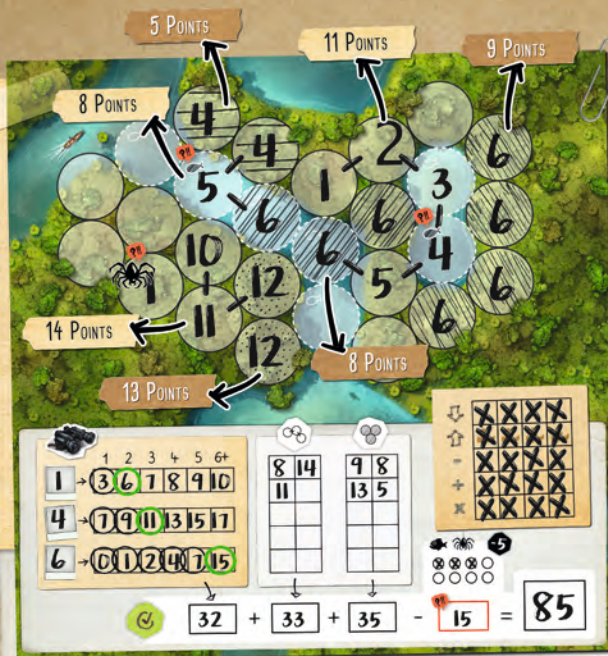 5 POINTS
11 POINTS
9 POINTS
8 POINTS
4
4
2
6
?!!
5
1
3
6
6
6
?!!
10
6
4
6
?!!
1
12
5
11
6
12
14 POINTS
8 POINTS
13 POINTS
1 2 3 4 5 6+
1 → 3 6 7 8 9 10
4 → 7 9 11 13 15 17
6 → 0 1 2 4 7 15
8 14
11
9 8
13 5
X X X X
X X X X
- X X X X
+ X X X X
x X X X X
-5
?!!
32 + 33 + 35 - 15 = 85